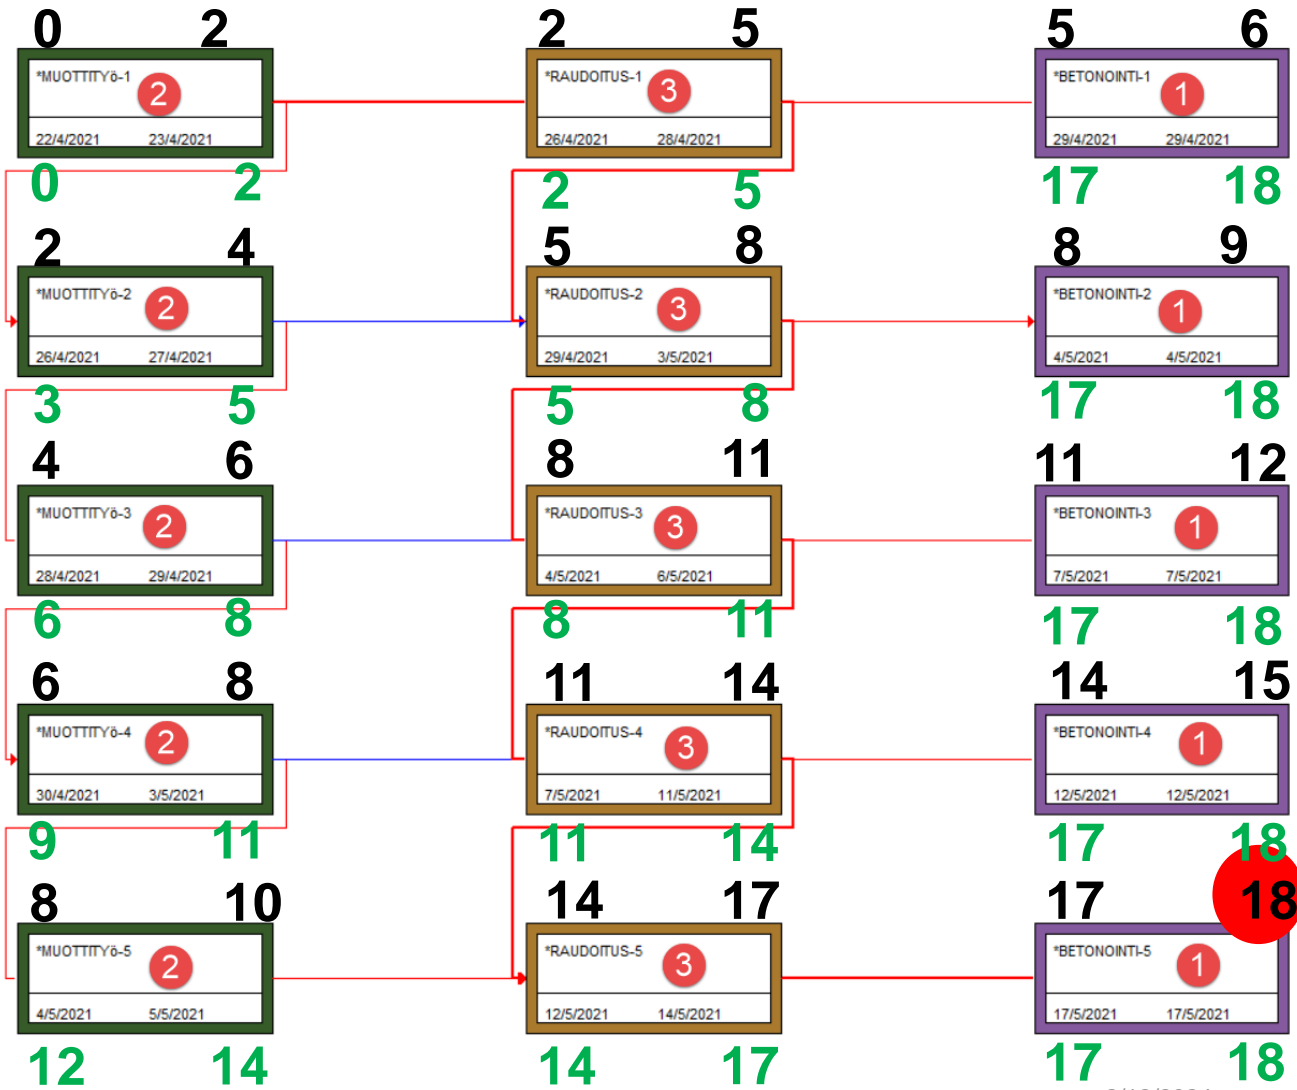 0 2 2 5 5 6
*MUOTTITYö-1 2 *RAUDOITUS-1 3 *BETONOINTI-1 1
22/4/2021 23/4/2021 26/4/2021 28/4/2021 29/4/2021 29/4/2021
0 2 2 5 17 18
2 4 5 8 8 9
*MUOTTITYö-2 2 *RAUDOITUS-2 3 *BETONOINTI-2 1
26/4/2021 27/4/2021 29/4/2021 3/5/2021 4/5/2021 4/5/2021
3 5 5 8 17 18
4 6 8 11 11 12
*MUOTTITYö-3 2 *RAUDOITUS-3 3 *BETONOINTI-3 1
28/4/2021 29/4/2021 4/5/2021 6/5/2021 7/5/2021 7/5/2021
6 8 8 11 17 18
6 8 11 14 14 15
*MUOTTITYö-4 2 *RAUDOITUS-4 3 *BETONOINTI-4 1
30/4/2021 3/5/2021 7/5/2021 11/5/2021 12/5/2021 12/5/2021
9 11 11 14 17 18
8 10 14 17 17 18
*MUOTTITYö-5 2 *RAUDOITUS-5 3 *BETONOINTI-5 1
4/5/2021 5/5/2021 12/5/2021 14/5/2021 17/5/2021 17/5/2021
12 14 14 17 17 18